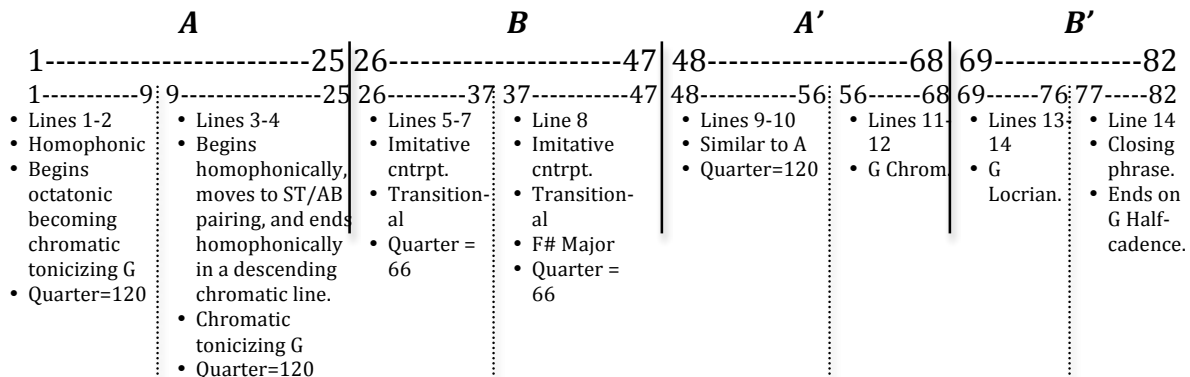 A B A’ B’
1------------------------25 26---------------------47 48------------------68 69--------------82
1----------9 9-----------------25 26---------37 37-------47 48-----------56 56------68 69------76 77-----82
• Lines 1-2
• Homophonic
• Begins
octatonic
becoming
chromatic
tonicizing G
• Quarter=120
• Lines 3-4
• Begins
homophonically,
moves to ST/AB
pairing, and ends
homophonically
in a descending
chromatic line.
• Chromatic
tonicizing G
• Quarter=120
• Lines 5-7
• Imitative
cntrpt.
• Transition-
al
• Quarter =
66
• Line 8
• Imitative
cntrpt.
• Transition-
al
• F# Major
• Quarter =
66
• Lines 9-10
• Similar to A
• Quarter=120
• Lines 11-
12
• G Chrom.
• Lines 13-
14
• G
Locrian.
• Line 14
• Closing
phrase.
• Ends on
G Half-
cadence.